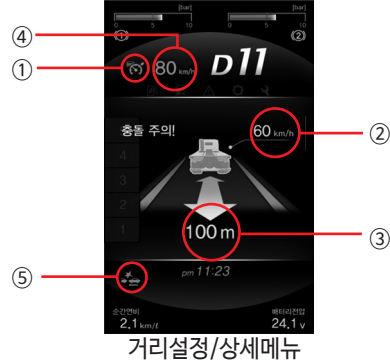 [bar] [bar]
0 5 10 0 5 10
(1) (2)
④
①
80 km/h D11
충돌 주의!
60 km/h
②
4
3
2
1
100 m
③
⑤
pm 11:23
순간연비 배터리전압
2.1 km/ℓ 24.1 v
거리설정/상세메뉴